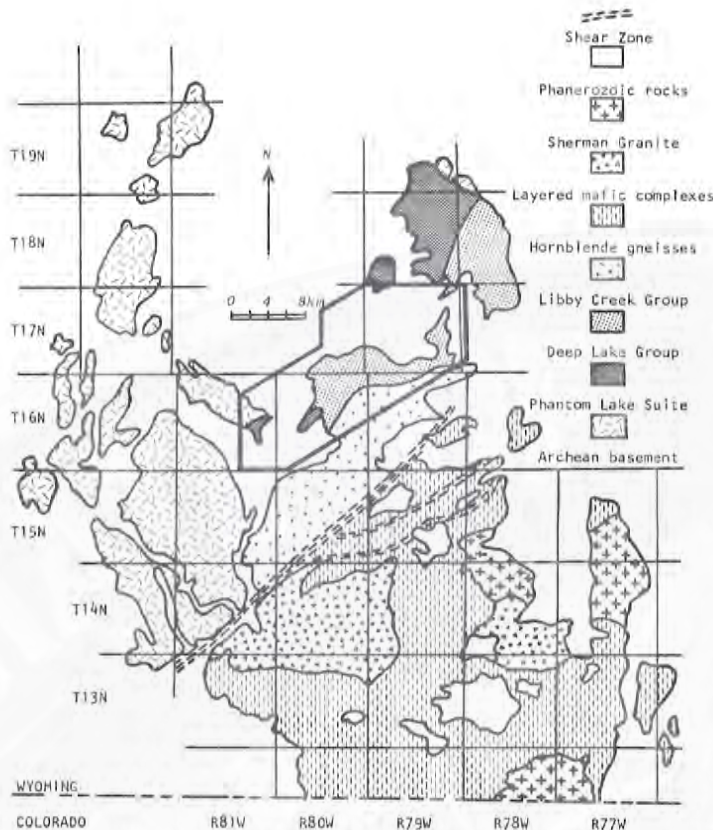 Shear Zone
Phanerozoic rocks
Sherman Granite
Layered mafic complexes
Hornblende gneisses
Libby Creek Group
Deep Lake Group
Phantom Lake Suite
Archean basement
N
0 4 8km
T19N
T18N
T17N
T16N
T15N
T14N
T13N
WYOMING
COLORADO R81W R80W R79W R78W R77W